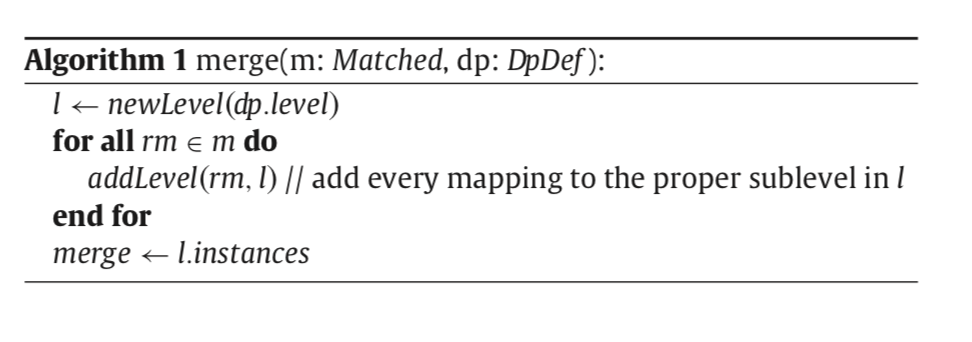 Algorithm 1 merge(m: Matched, dp: DpDef):
l ← newLevel(dp.level)
for all rm ∈ m do
addLevel(rm, l) // add every mapping to the proper sublevel in l
end for
merge ← l.instances